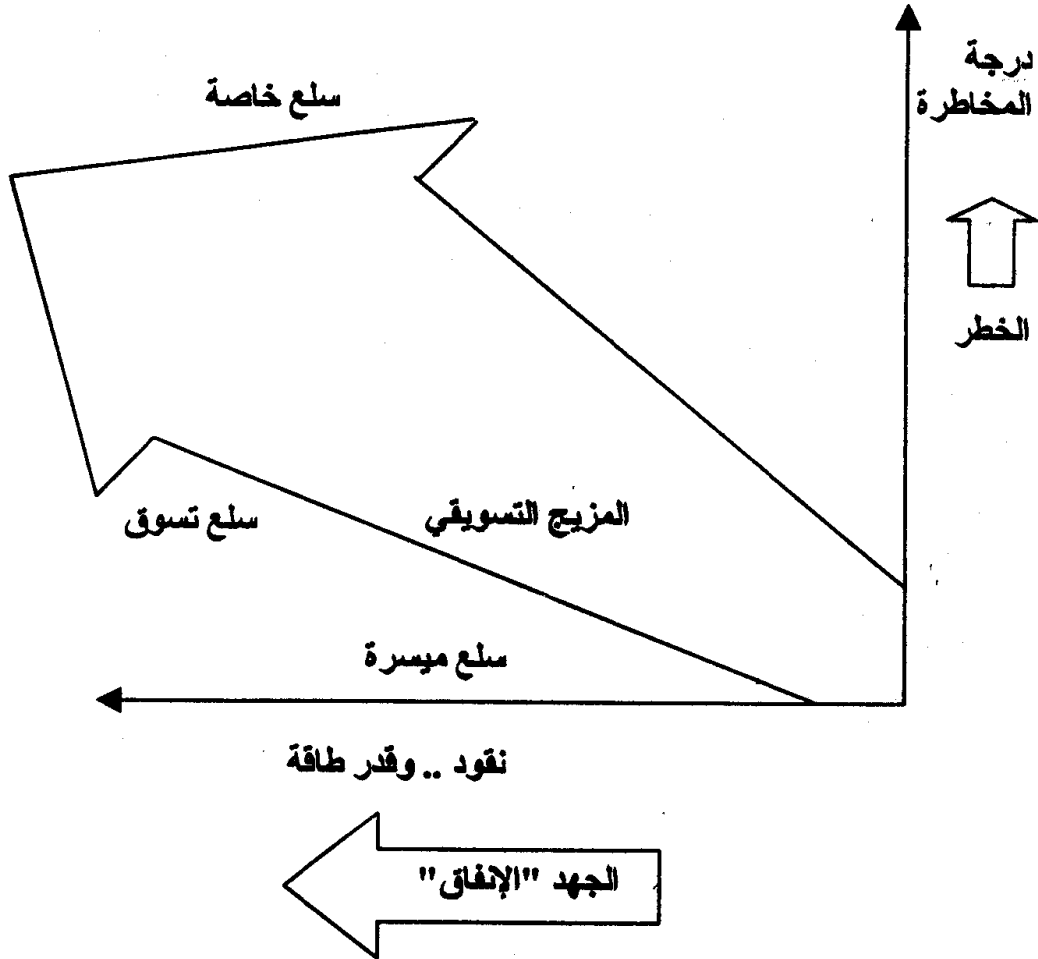 درجة
المخاطرة
سلع خاصة
الخطر
المزيج التسويقي
سلع تسوق
سلع ميسرة
نقود .. وقدر طاقة
الجهد "الإنفاق"